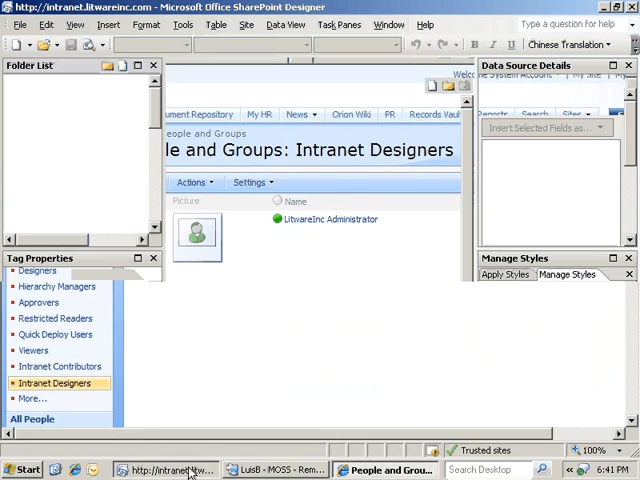 http://intranet.litwareinc.com - Microsoft Office SharePoint Designer
File Edit View Insert Format Tools Table Site Data View Task Panes Window Help Type a question for help
Chinese Translation
Folder List
Data Source Details
Welcome System Account My Site
ument Repository My HR News Orion Wiki PR Records Vault Reports Search Sites
eople and Groups
Insert Selected Fields as...
le and Groups: Intranet Designers
Actions Settings
Picture Name
LitwareInc Administrator
Tag Properties
Manage Styles
Apply Styles Manage Styles
Designers
Hierarchy Managers
Approvers
Restricted Readers
Quick Deploy Users
Viewers
Intranet Contributors
Intranet Designers
More...
All People
Trusted sites 100%
Start http://intranet.litw... LuisB - MOSS - Rem... People and Grou... Search Desktop « 6:41 PM